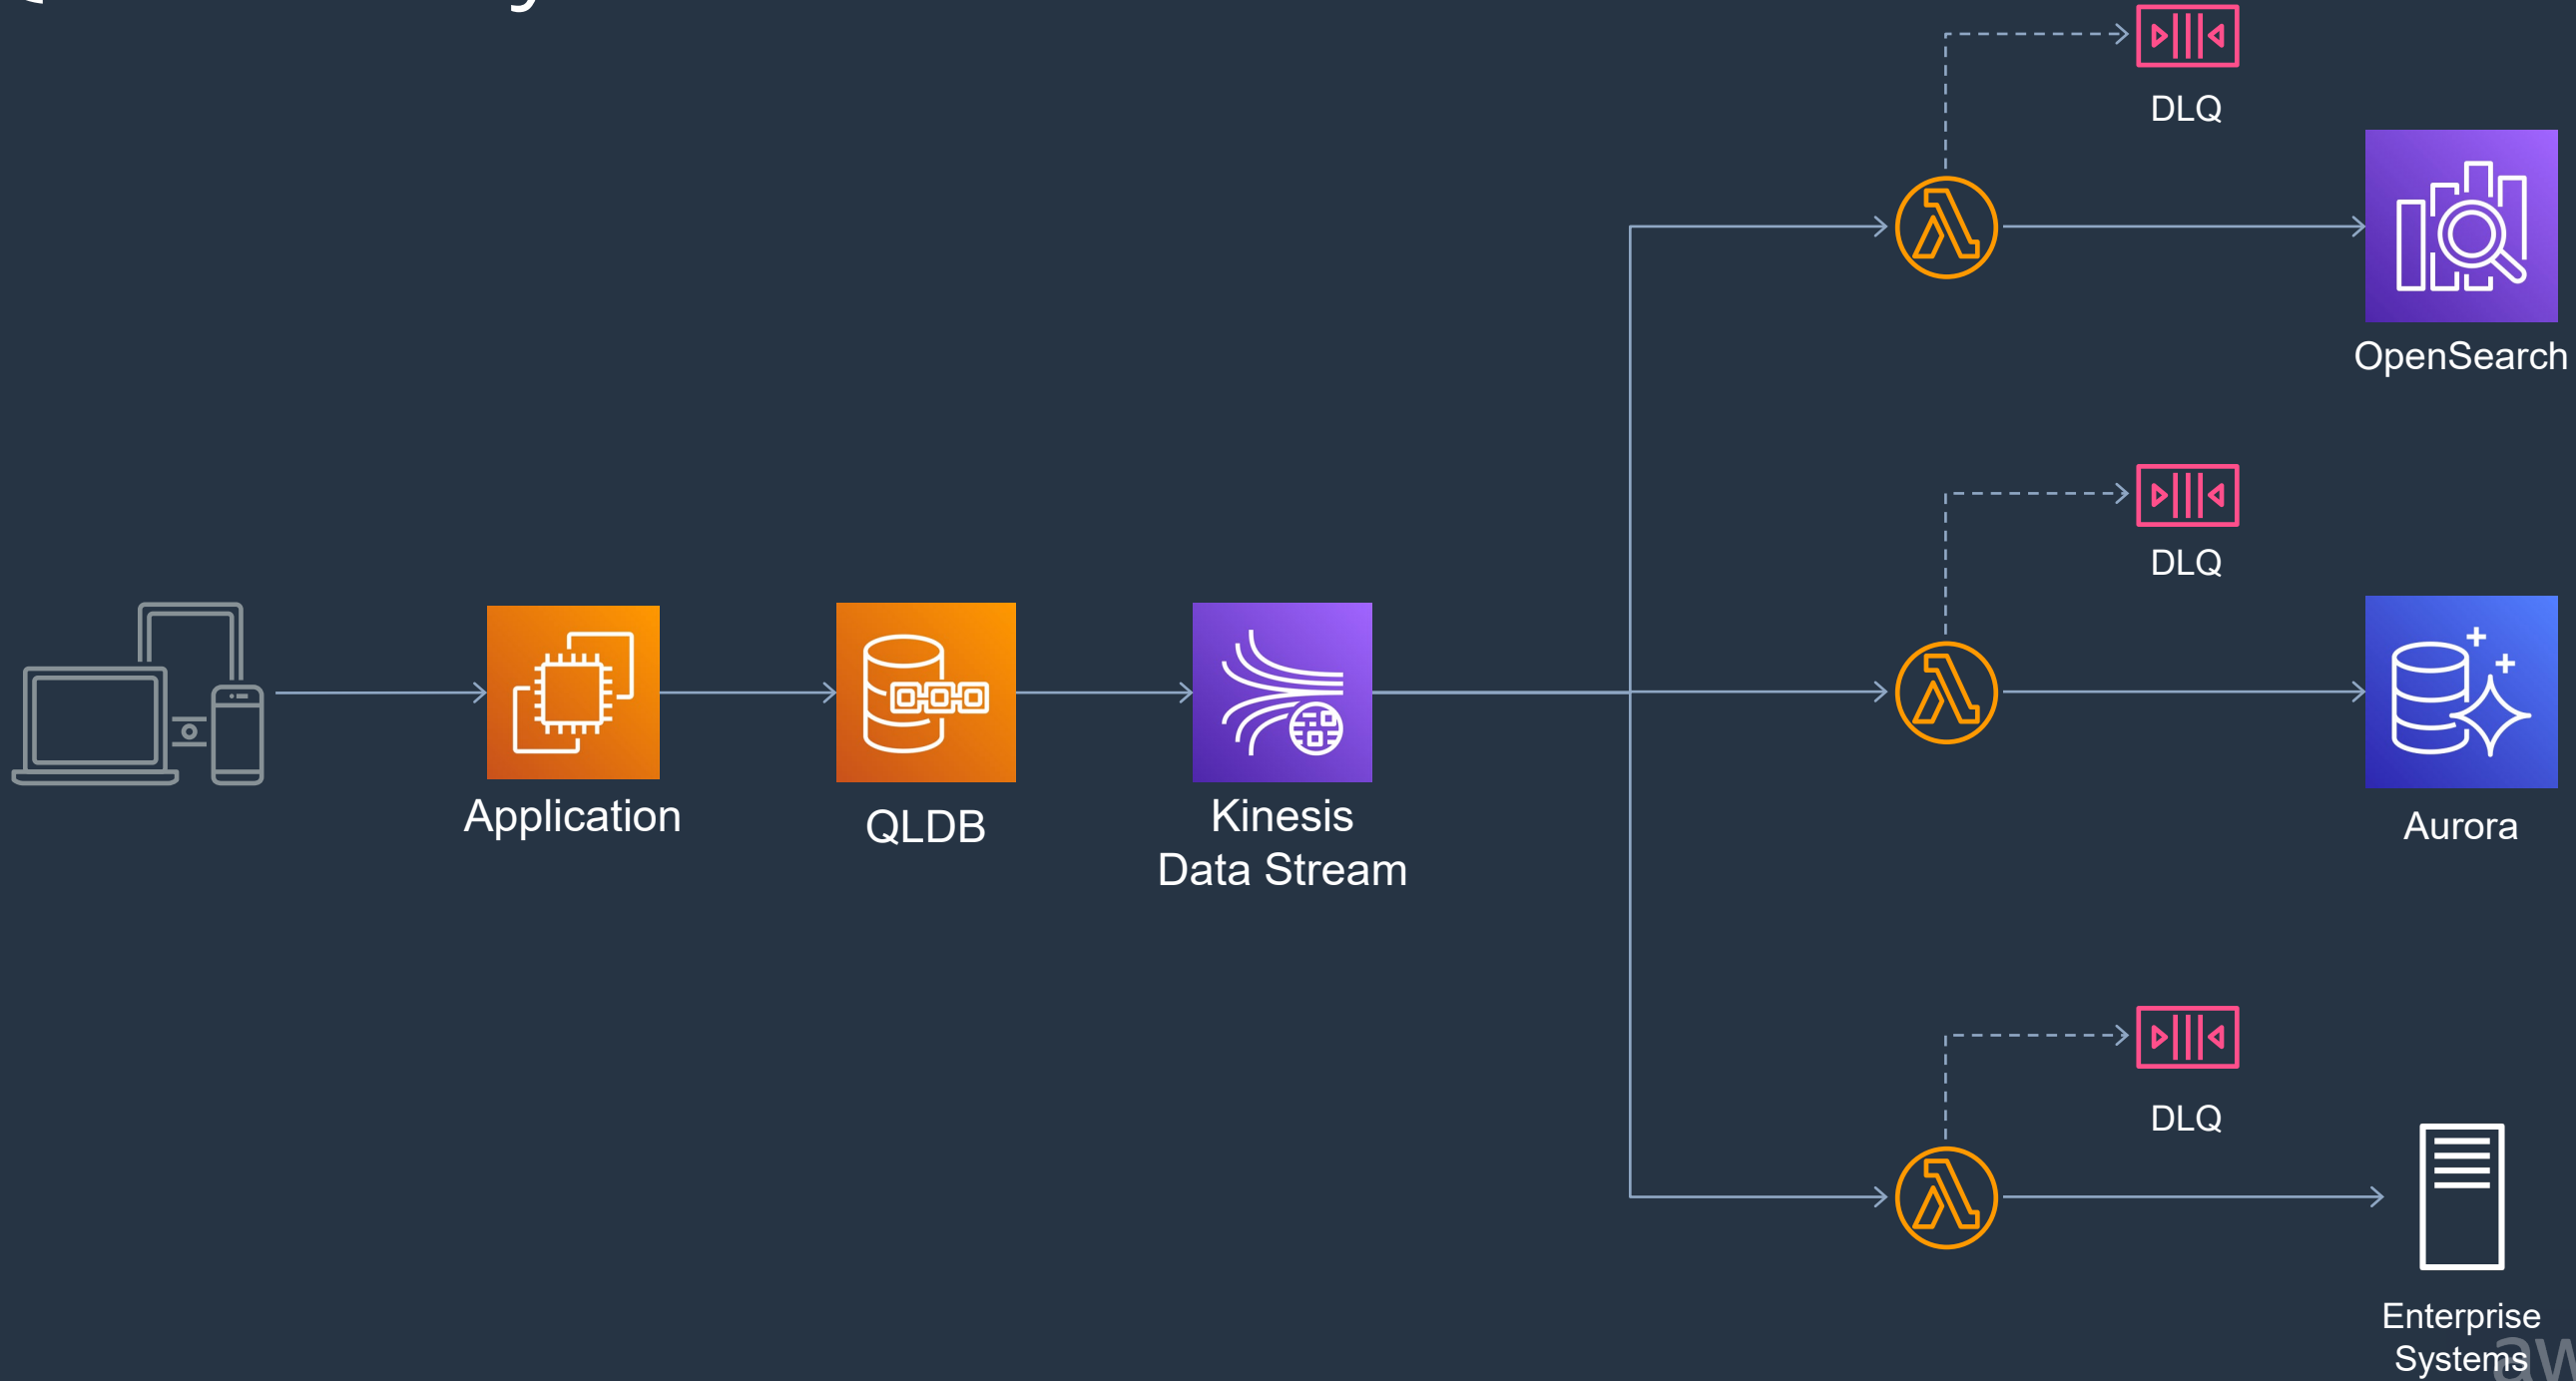 DLQ
OpenSearch
DLQ
Application
QLDB
Kinesis
Data Stream
Aurora
DLQ
Enterprise
Systems